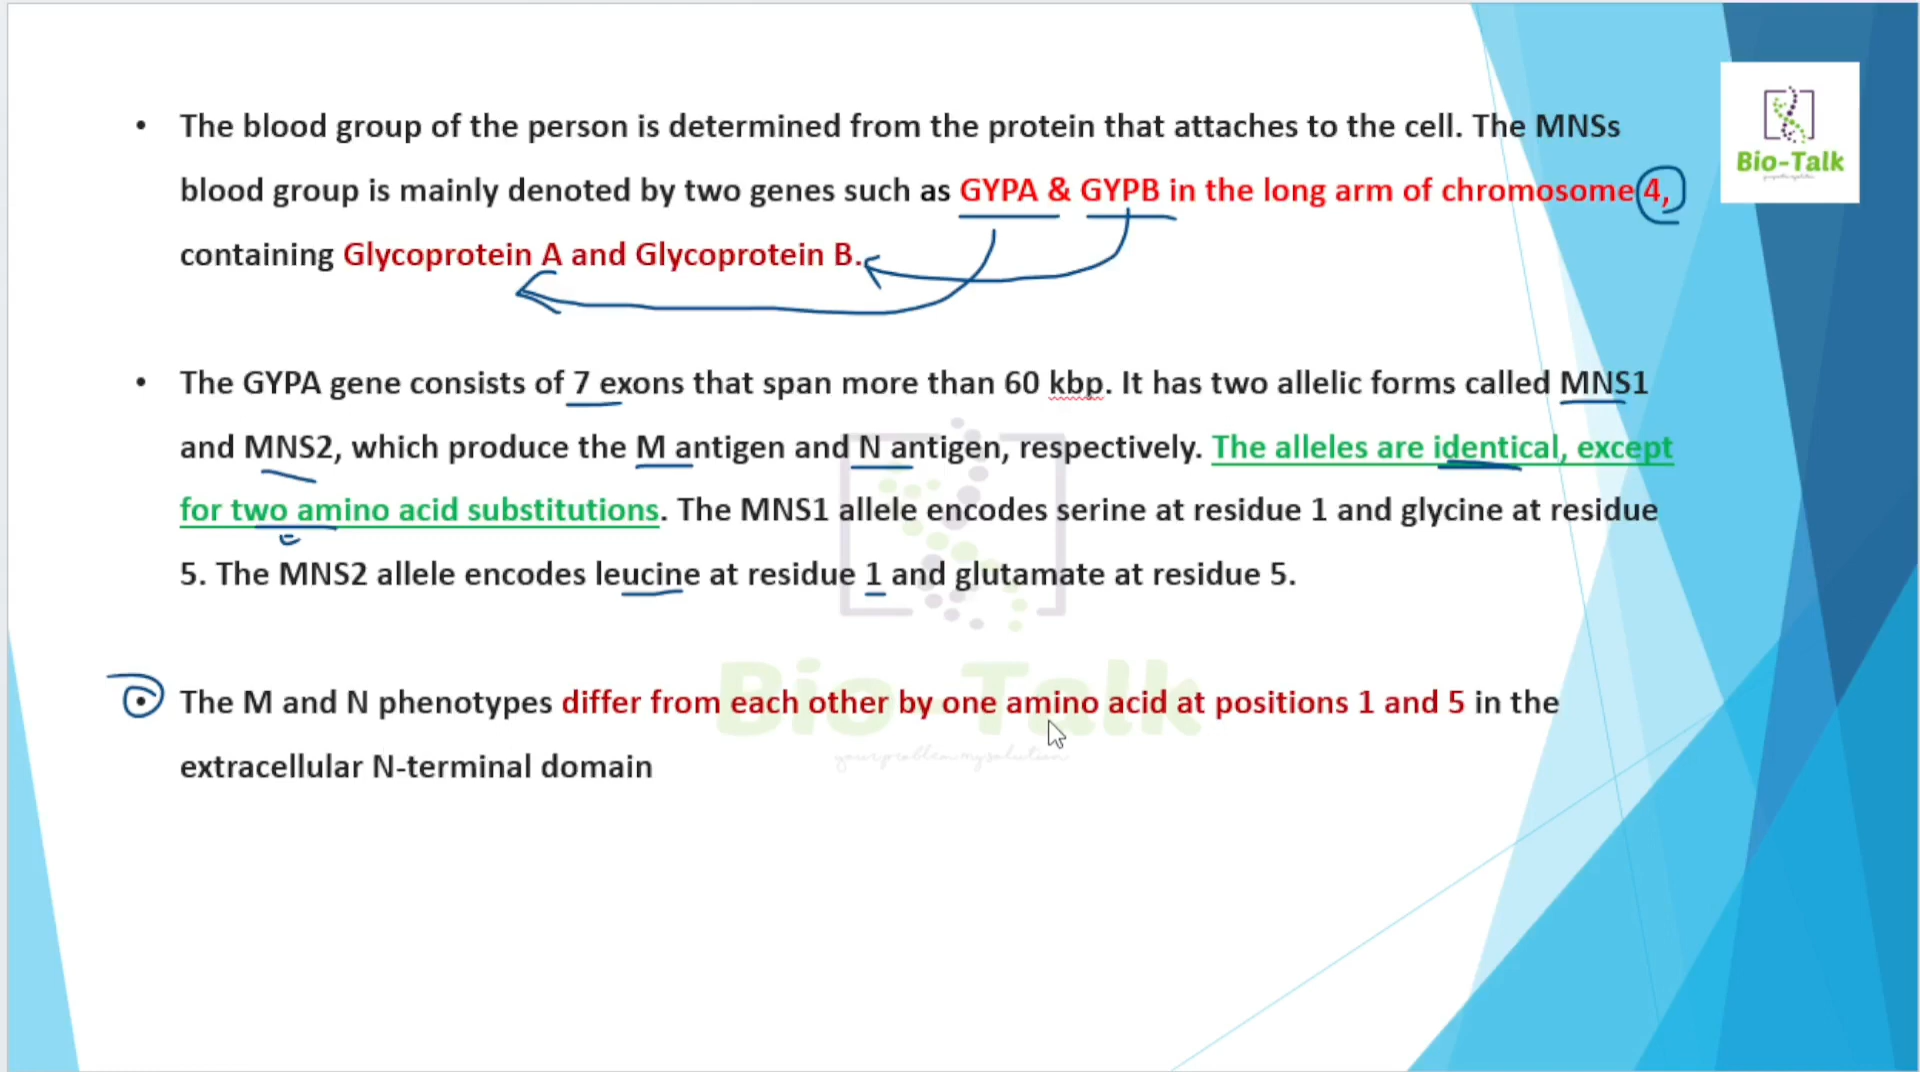 • The blood group of the person is determined from the protein that attaches to the cell. The MNSs
blood group is mainly denoted by two genes such as GYPA & GYPB in the long arm of chromosome 4,
containing Glycoprotein A and Glycoprotein B.
• The GYPA gene consists of 7 exons that span more than 60 kbp. It has two allelic forms called MNS1
and MNS2, which produce the M antigen and N antigen, respectively. The alleles are identical, except
for two amino acid substitutions. The MNS1 allele encodes serine at residue 1 and glycine at residue
5. The MNS2 allele encodes leucine at residue 1 and glutamate at residue 5.
• The M and N phenotypes differ from each other by one amino acid at positions 1 and 5 in the
extracellular N-terminal domain
Bio-Talk
Bio-Talk
your problem my solution